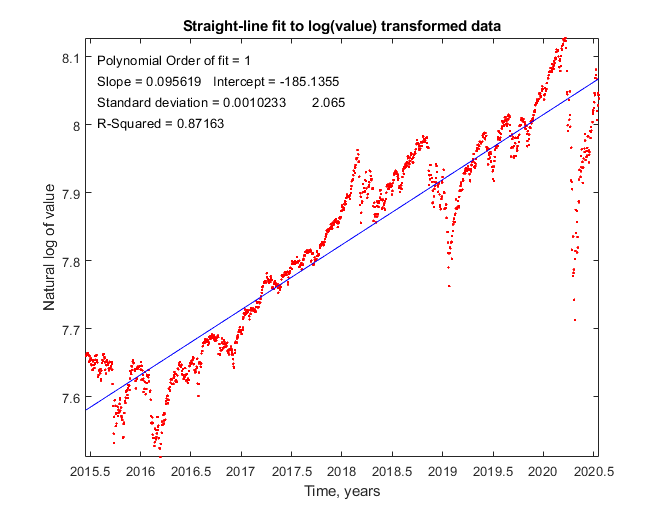 Straight-line fit to log(value) transformed data
Polynomial Order of fit = 1
Slope = 0.095619 Intercept = -185.1355
Standard deviation = 0.0010233 2.065
R-Squared = 0.87163
8.1
8
7.9
7.8
7.7
7.6
Natural log of value
2015.5 2016 2016.5 2017 2017.5 2018 2018.5 2019 2019.5 2020 2020.5
Time, years